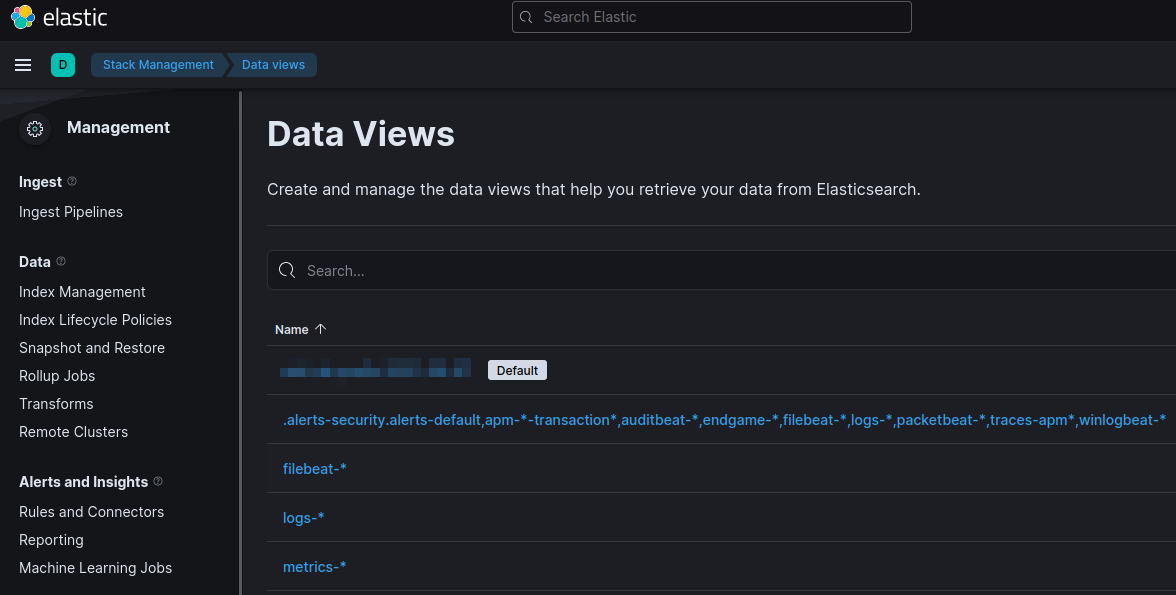 elastic
Search Elastic
D
Stack Management
Data views
Management
Ingest
Ingest Pipelines
Data
Index Management
Index Lifecycle Policies
Snapshot and Restore
Rollup Jobs
Transforms
Remote Clusters
Alerts and Insights
Rules and Connectors
Reporting
Machine Learning Jobs
Data Views
Create and manage the data views that help you retrieve your data from Elasticsearch.
Search...
Name
Default
.alerts-security.alerts-default,apm-*-transaction*,auditbeat-*,endgame-*,filebeat-*,logs-*,packetbeat-*,traces-apm*,winlogbeat-*
filebeat-*
logs-*
metrics-*